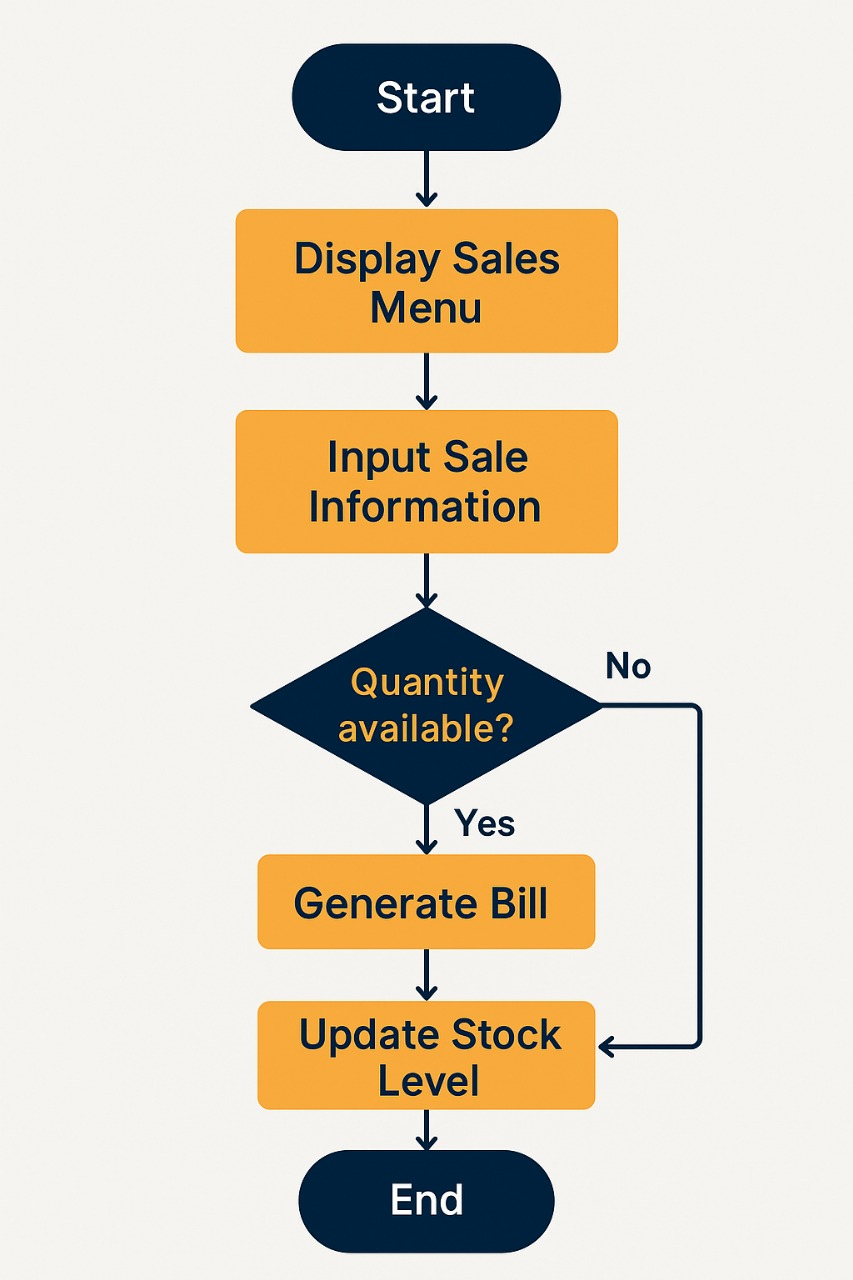 Start
Display Sales
Menu
Input Sale
Information
Quantity
available?
No
Yes
Generate Bill
Update Stock
Level
End